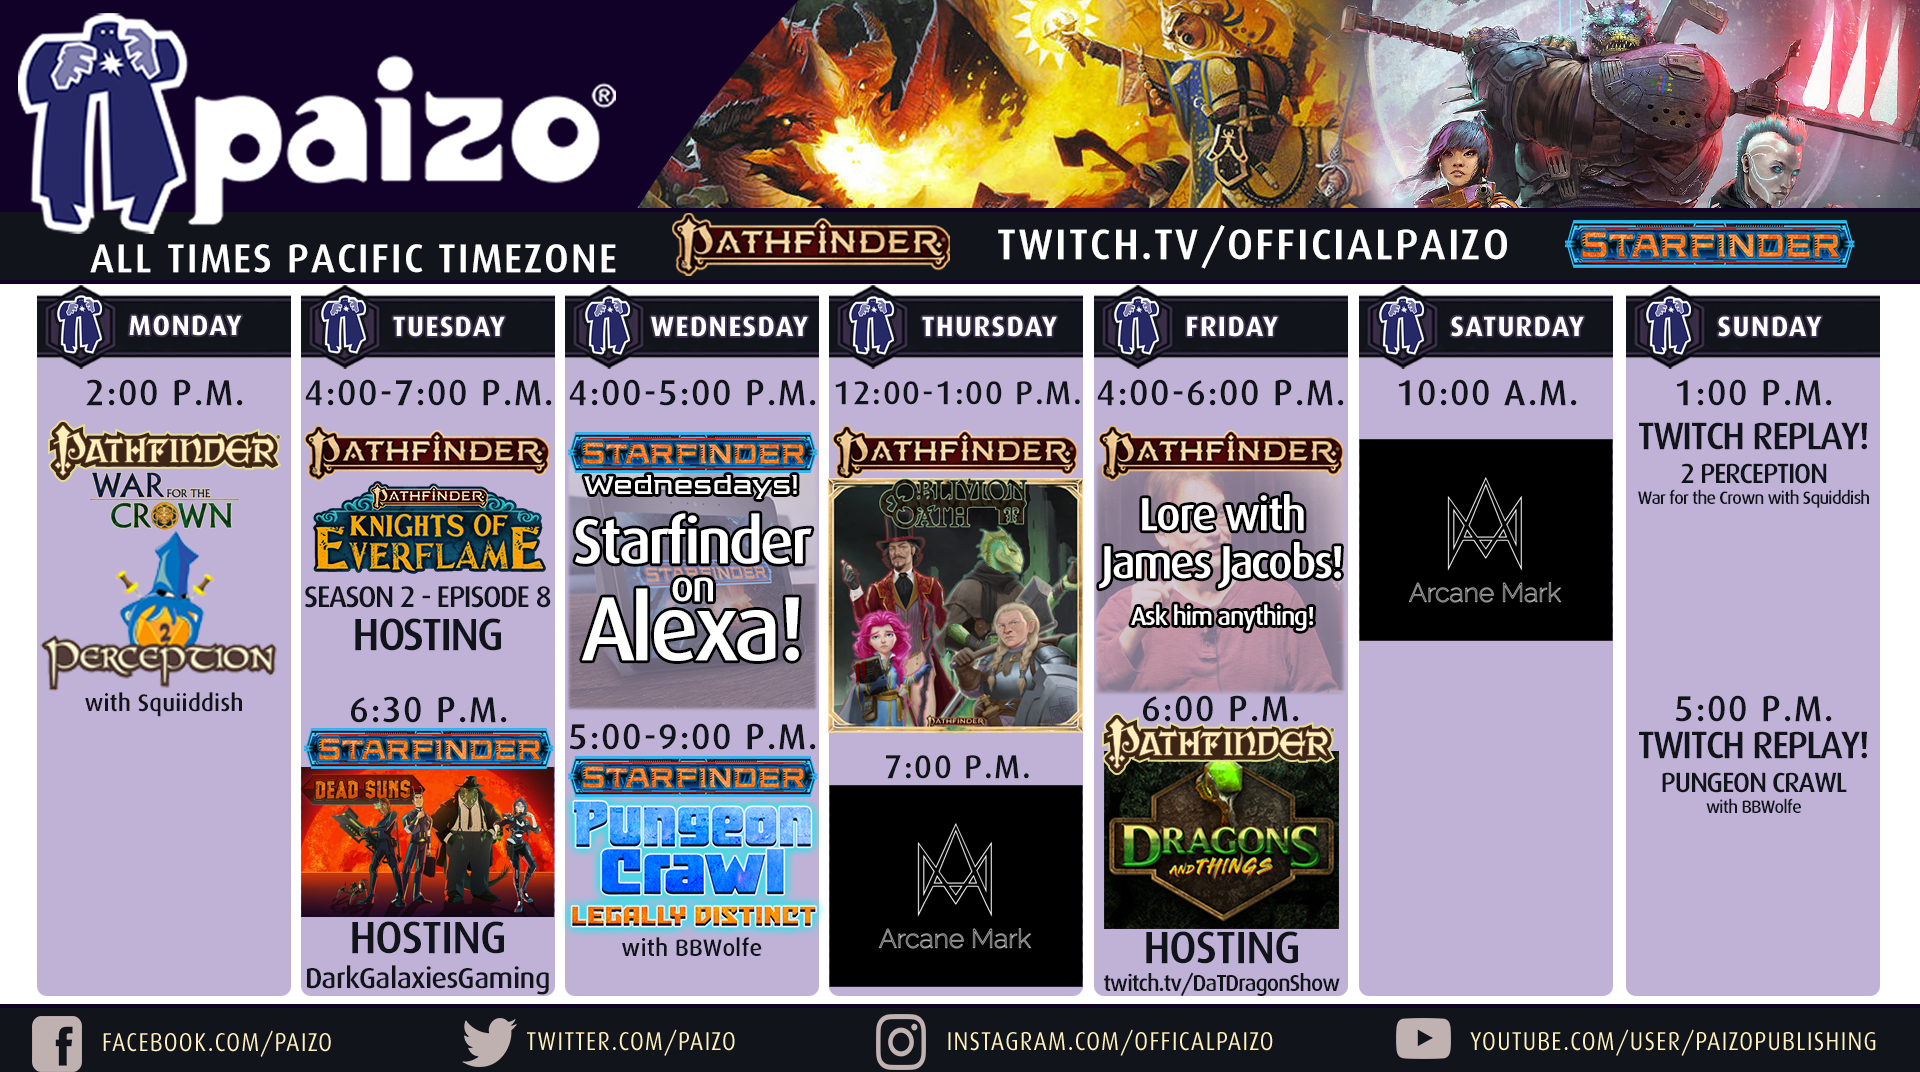 paizo®
ALL TIMES PACIFIC TIMEZONE
PATHFINDER
TWITCH.TV/OFFICIALPAIZO
STARFINDER
MONDAY
2:00 P.M.
PATHFINDER
WAR FOR THE
CROWN
2
PERCEPTION
with Squiiddish
TUESDAY
4:00-7:00 P.M.
PATHFINDER
PATHFINDER
KNIGHTS OF
EVERFLAME
SEASON 2 - EPISODE 8
HOSTING
6:30 P.M.
STARFINDER
DEAD SUNS
HOSTING
DarkGalaxiesGaming
WEDNESDAY
4:00-5:00 P.M.
STARFINDER
Wednesdays!
Starfinder
STARFINDER
on
Alexa!
5:00-9:00 P.M.
STARFINDER
Pungeon
Crawl
LEGALLY DISTINCT
with BBWolfe
THURSDAY
12:00-1:00 P.M.
PATHFINDER
OBLIVION
OATH
PATHFINDER
7:00 P.M.
Arcane Mark
FRIDAY
4:00-6:00 P.M.
PATHFINDER
Lore with
James Jacobs!
Ask him anything!
6:00 P.M.
PATHFINDER
DRAGONS
AND THINGS
HOSTING
twitch.tv/DaTDragonShow
SATURDAY
10:00 A.M.
Arcane Mark
SUNDAY
1:00 P.M.
TWITCH REPLAY!
2 PERCEPTION
War for the Crown with Squiddish
5:00 P.M.
TWITCH REPLAY!
PUNGEON CRAWL
with BBWolfe
FACEBOOK.COM/PAIZO
TWITTER.COM/PAIZO
INSTAGRAM.COM/OFFICALPAIZO
YOUTUBE.COM/USER/PAIZOPUBLISHING